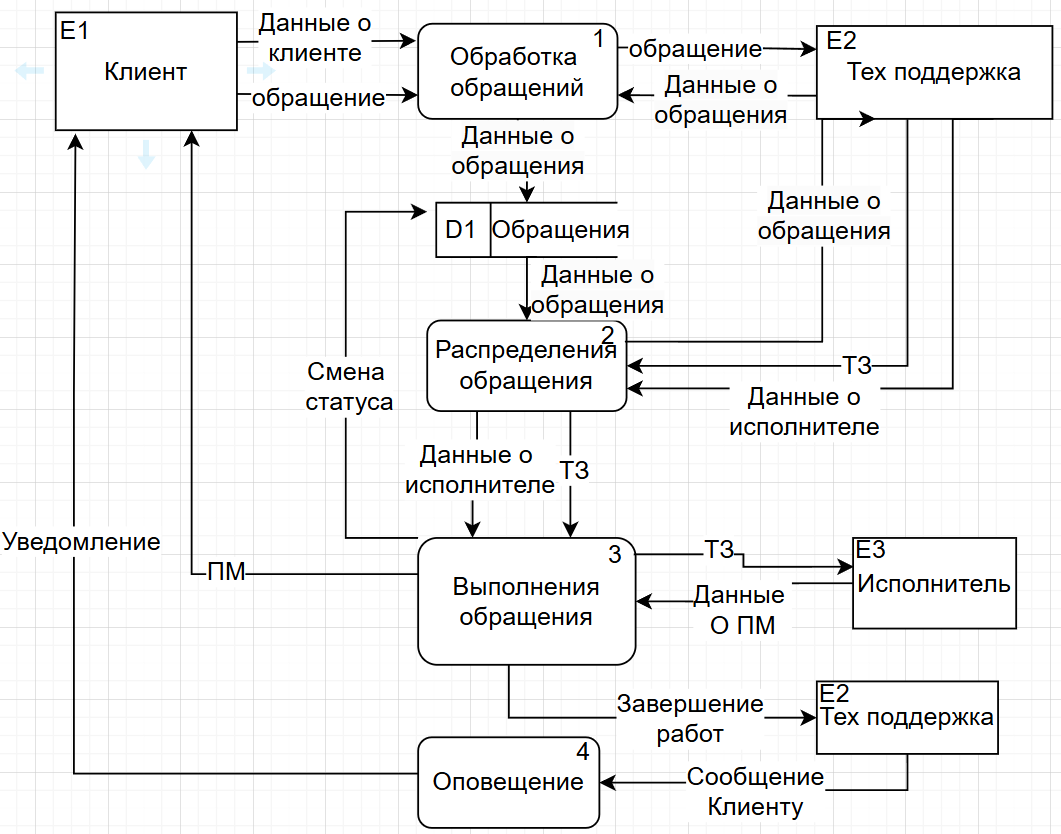 E1
Клиент
Данные о
клиенте
обращение
1
Обработка
обращений
обращение
Данные о
обращения
E2
Тех поддержка
Данные о
обращения
D1
Обращения
Данные о
обращения
Данные о
обращения
2
Распределения
обращения
ТЗ
Данные о
исполнителе
Смена
статуса
Данные о
исполнителе
ТЗ
Уведомление
ПМ
3
Выполнения
обращения
ТЗ
Данные
О ПМ
E3
Исполнитель
Завершение
работ
E2
Тех поддержка
4
Оповещение
Сообщение
Клиенту